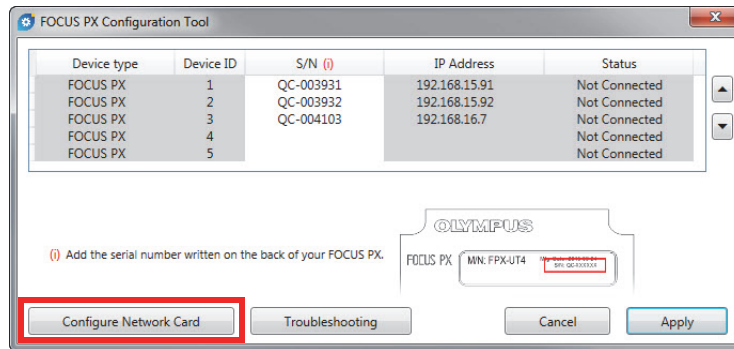 FOCUS PX Configuration Tool
Device type Device ID S/N (i) IP Address Status
FOCUS PX 1 QC-003931 192.168.15.91 Not Connected
FOCUS PX 2 QC-003932 192.168.15.92 Not Connected
FOCUS PX 3 QC-004103 192.168.16.7 Not Connected
FOCUS PX 4 Not Connected
FOCUS PX 5 Not Connected
OLYMPUS
(i) Add the serial number written on the back of your FOCUS PX.
FOCUS PX M/N: FPX-UT4
S/N: QC-XXXXXX
Configure Network Card Troubleshooting Cancel Apply